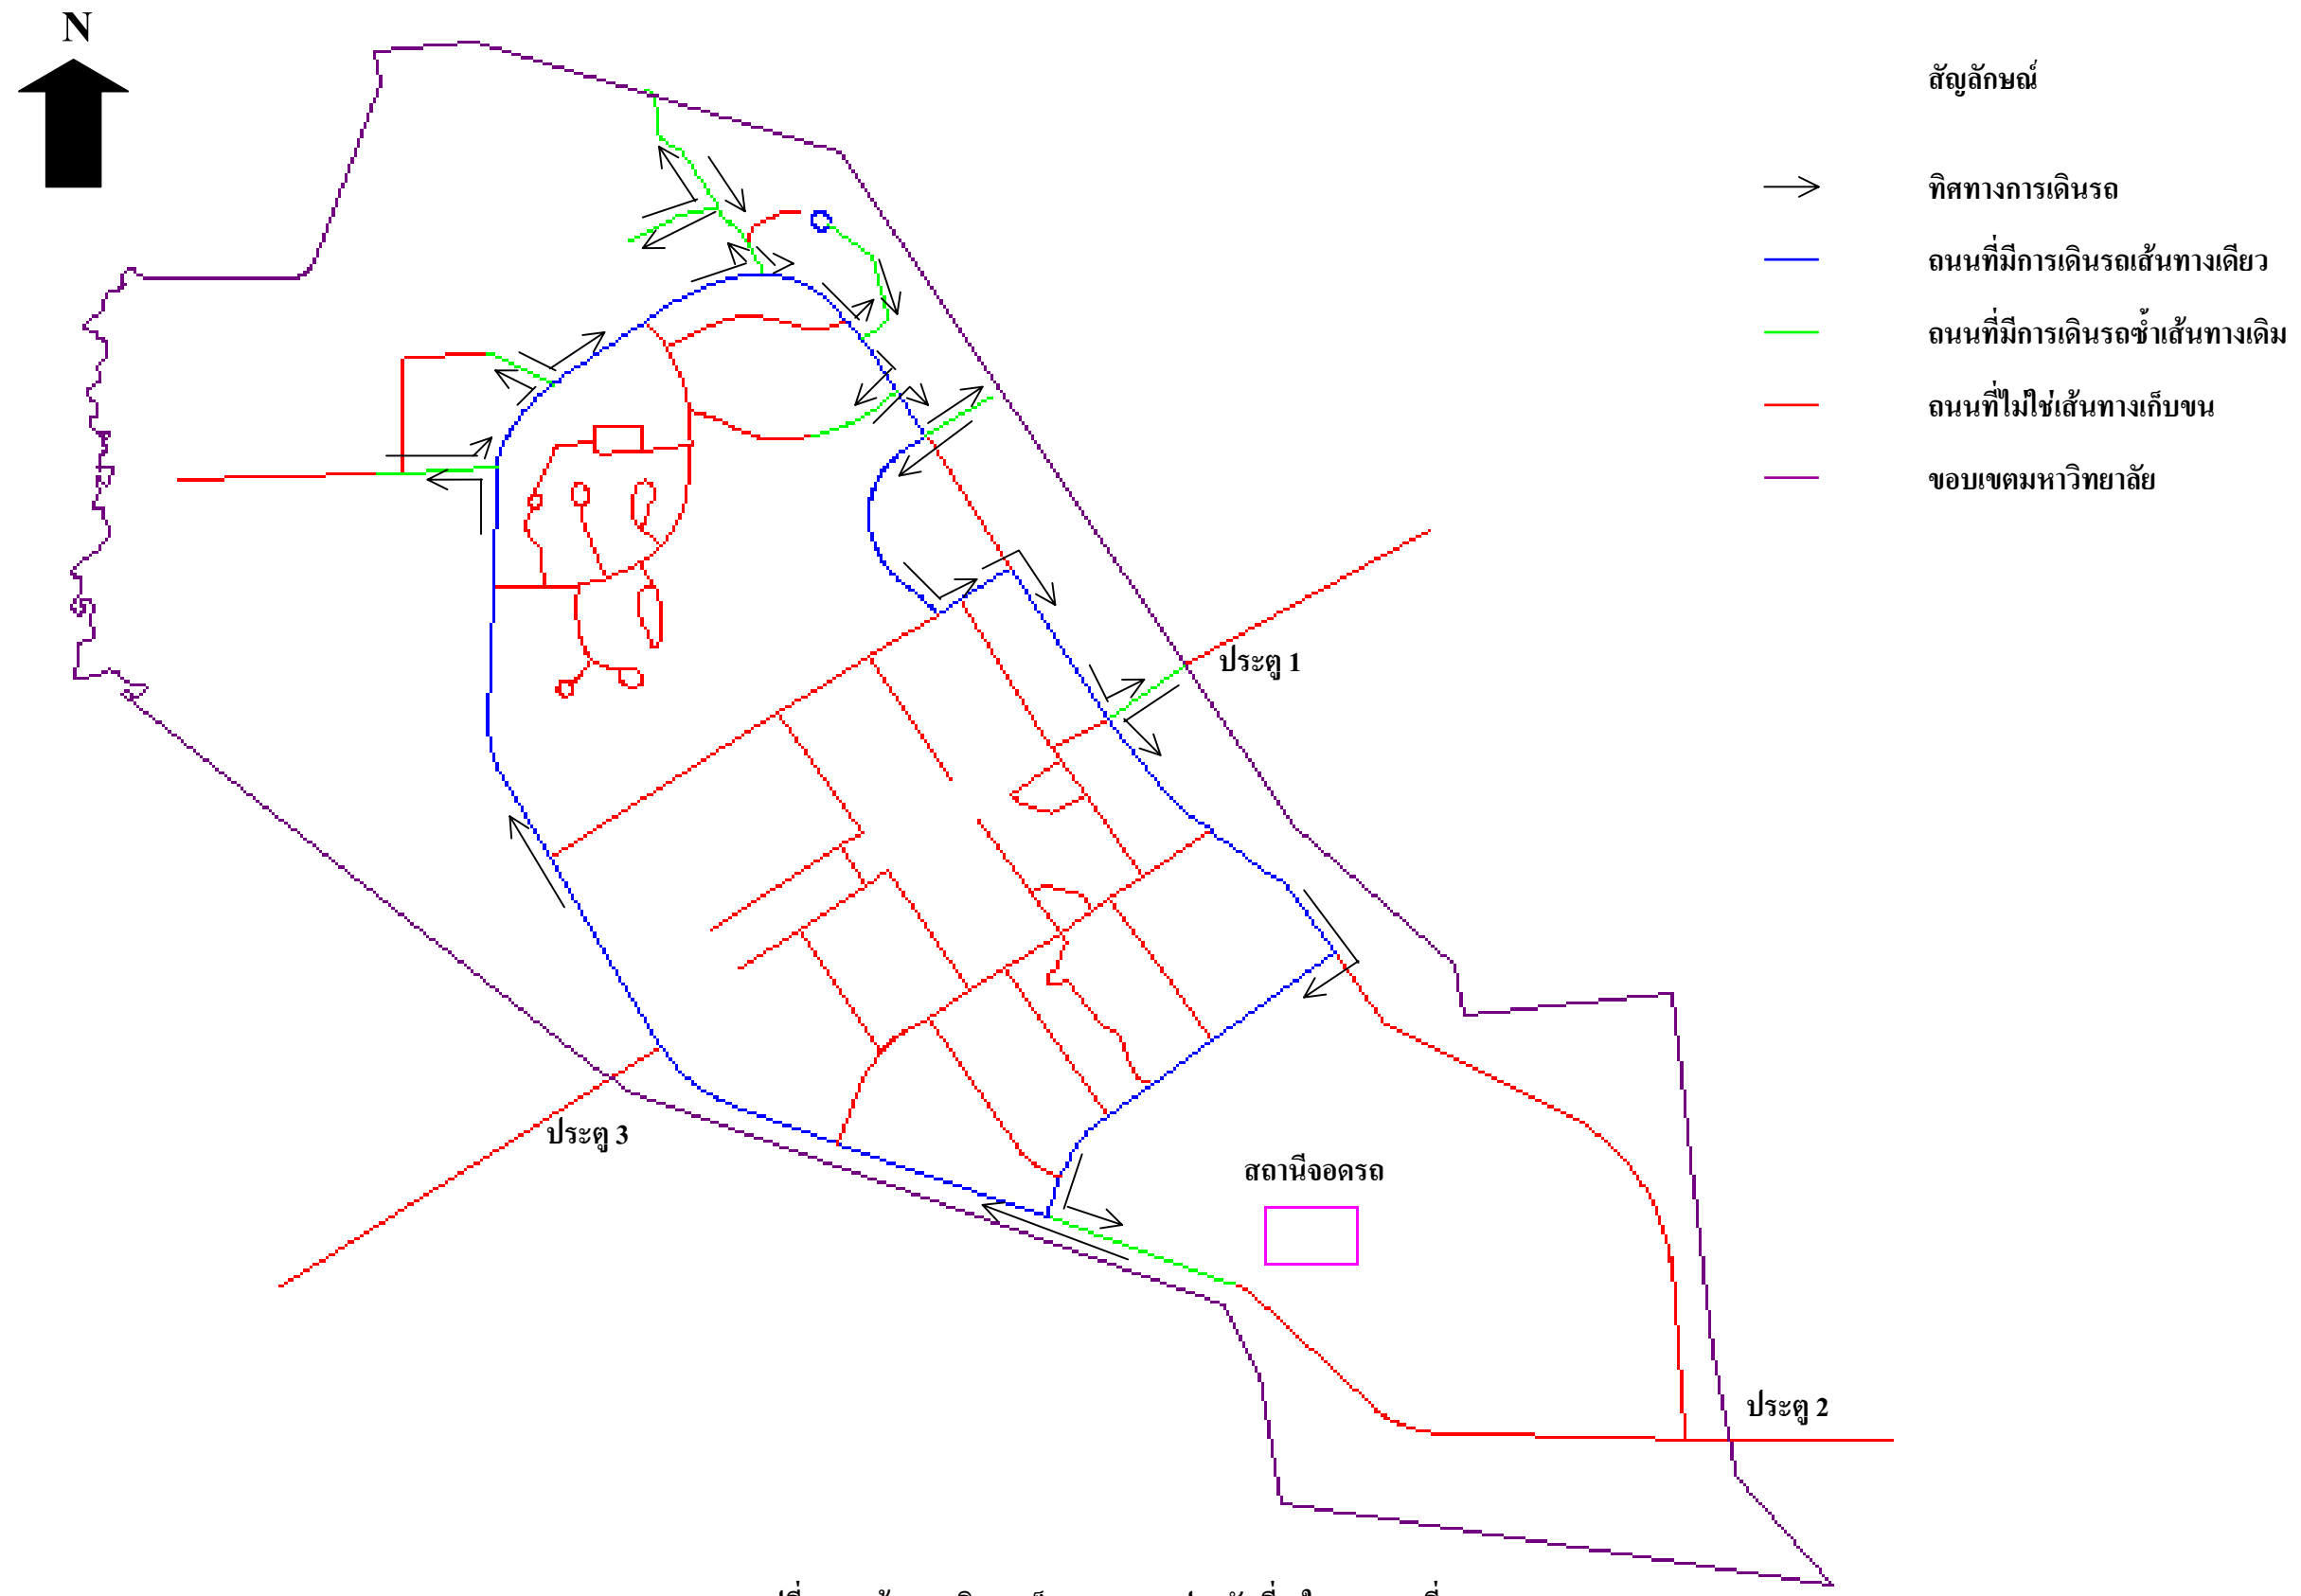 N
สัญลักษณ์
ทิศทางการเดินรถ
ถนนที่มีการเดินรถเส้นทางเดียว
ถนนที่มีการเดินรถซ้ำเส้นทางเดิม
ถนนที่ไม่ใช่เส้นทางเก็บขน
ขอบเขตมหาวิทยาลัย
ประตู 1
ประตู 3
สถานีจอดรถ
ประตู 2